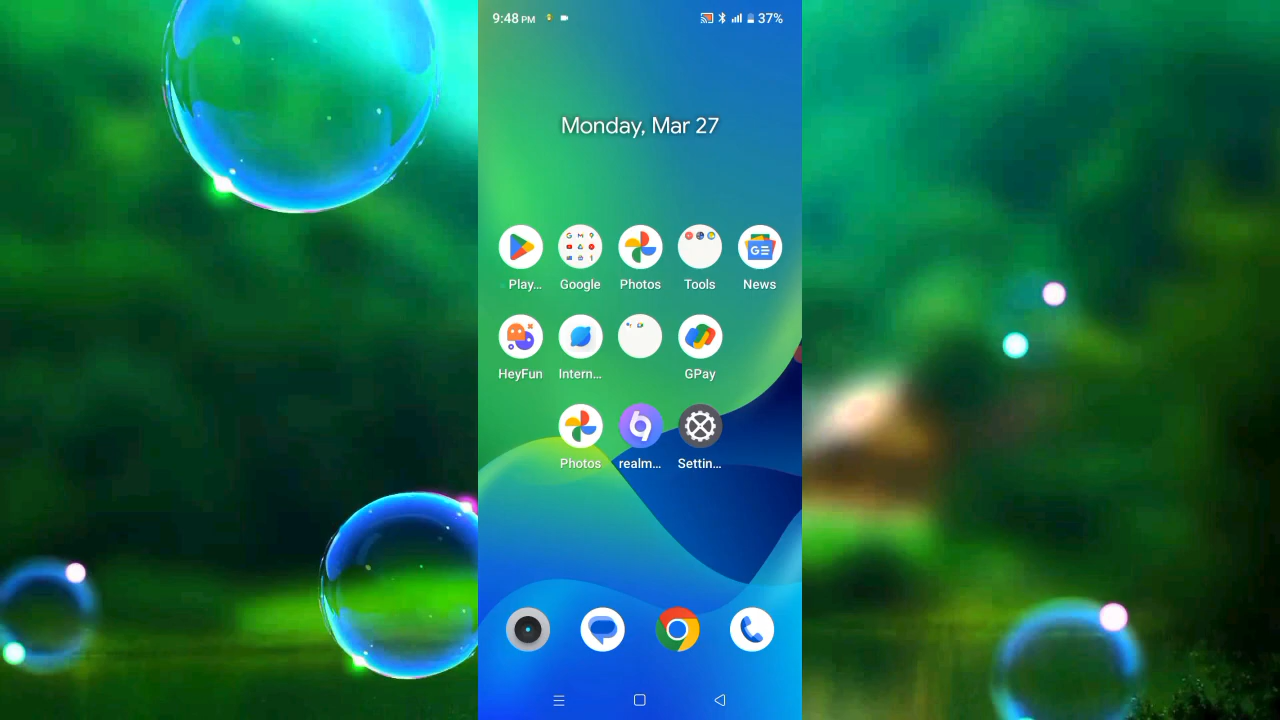 9:48 PM 37%
Monday, Mar 27
Play... Google Photos Tools News
HeyFun Intern... GPay
Photos realm... Settin...